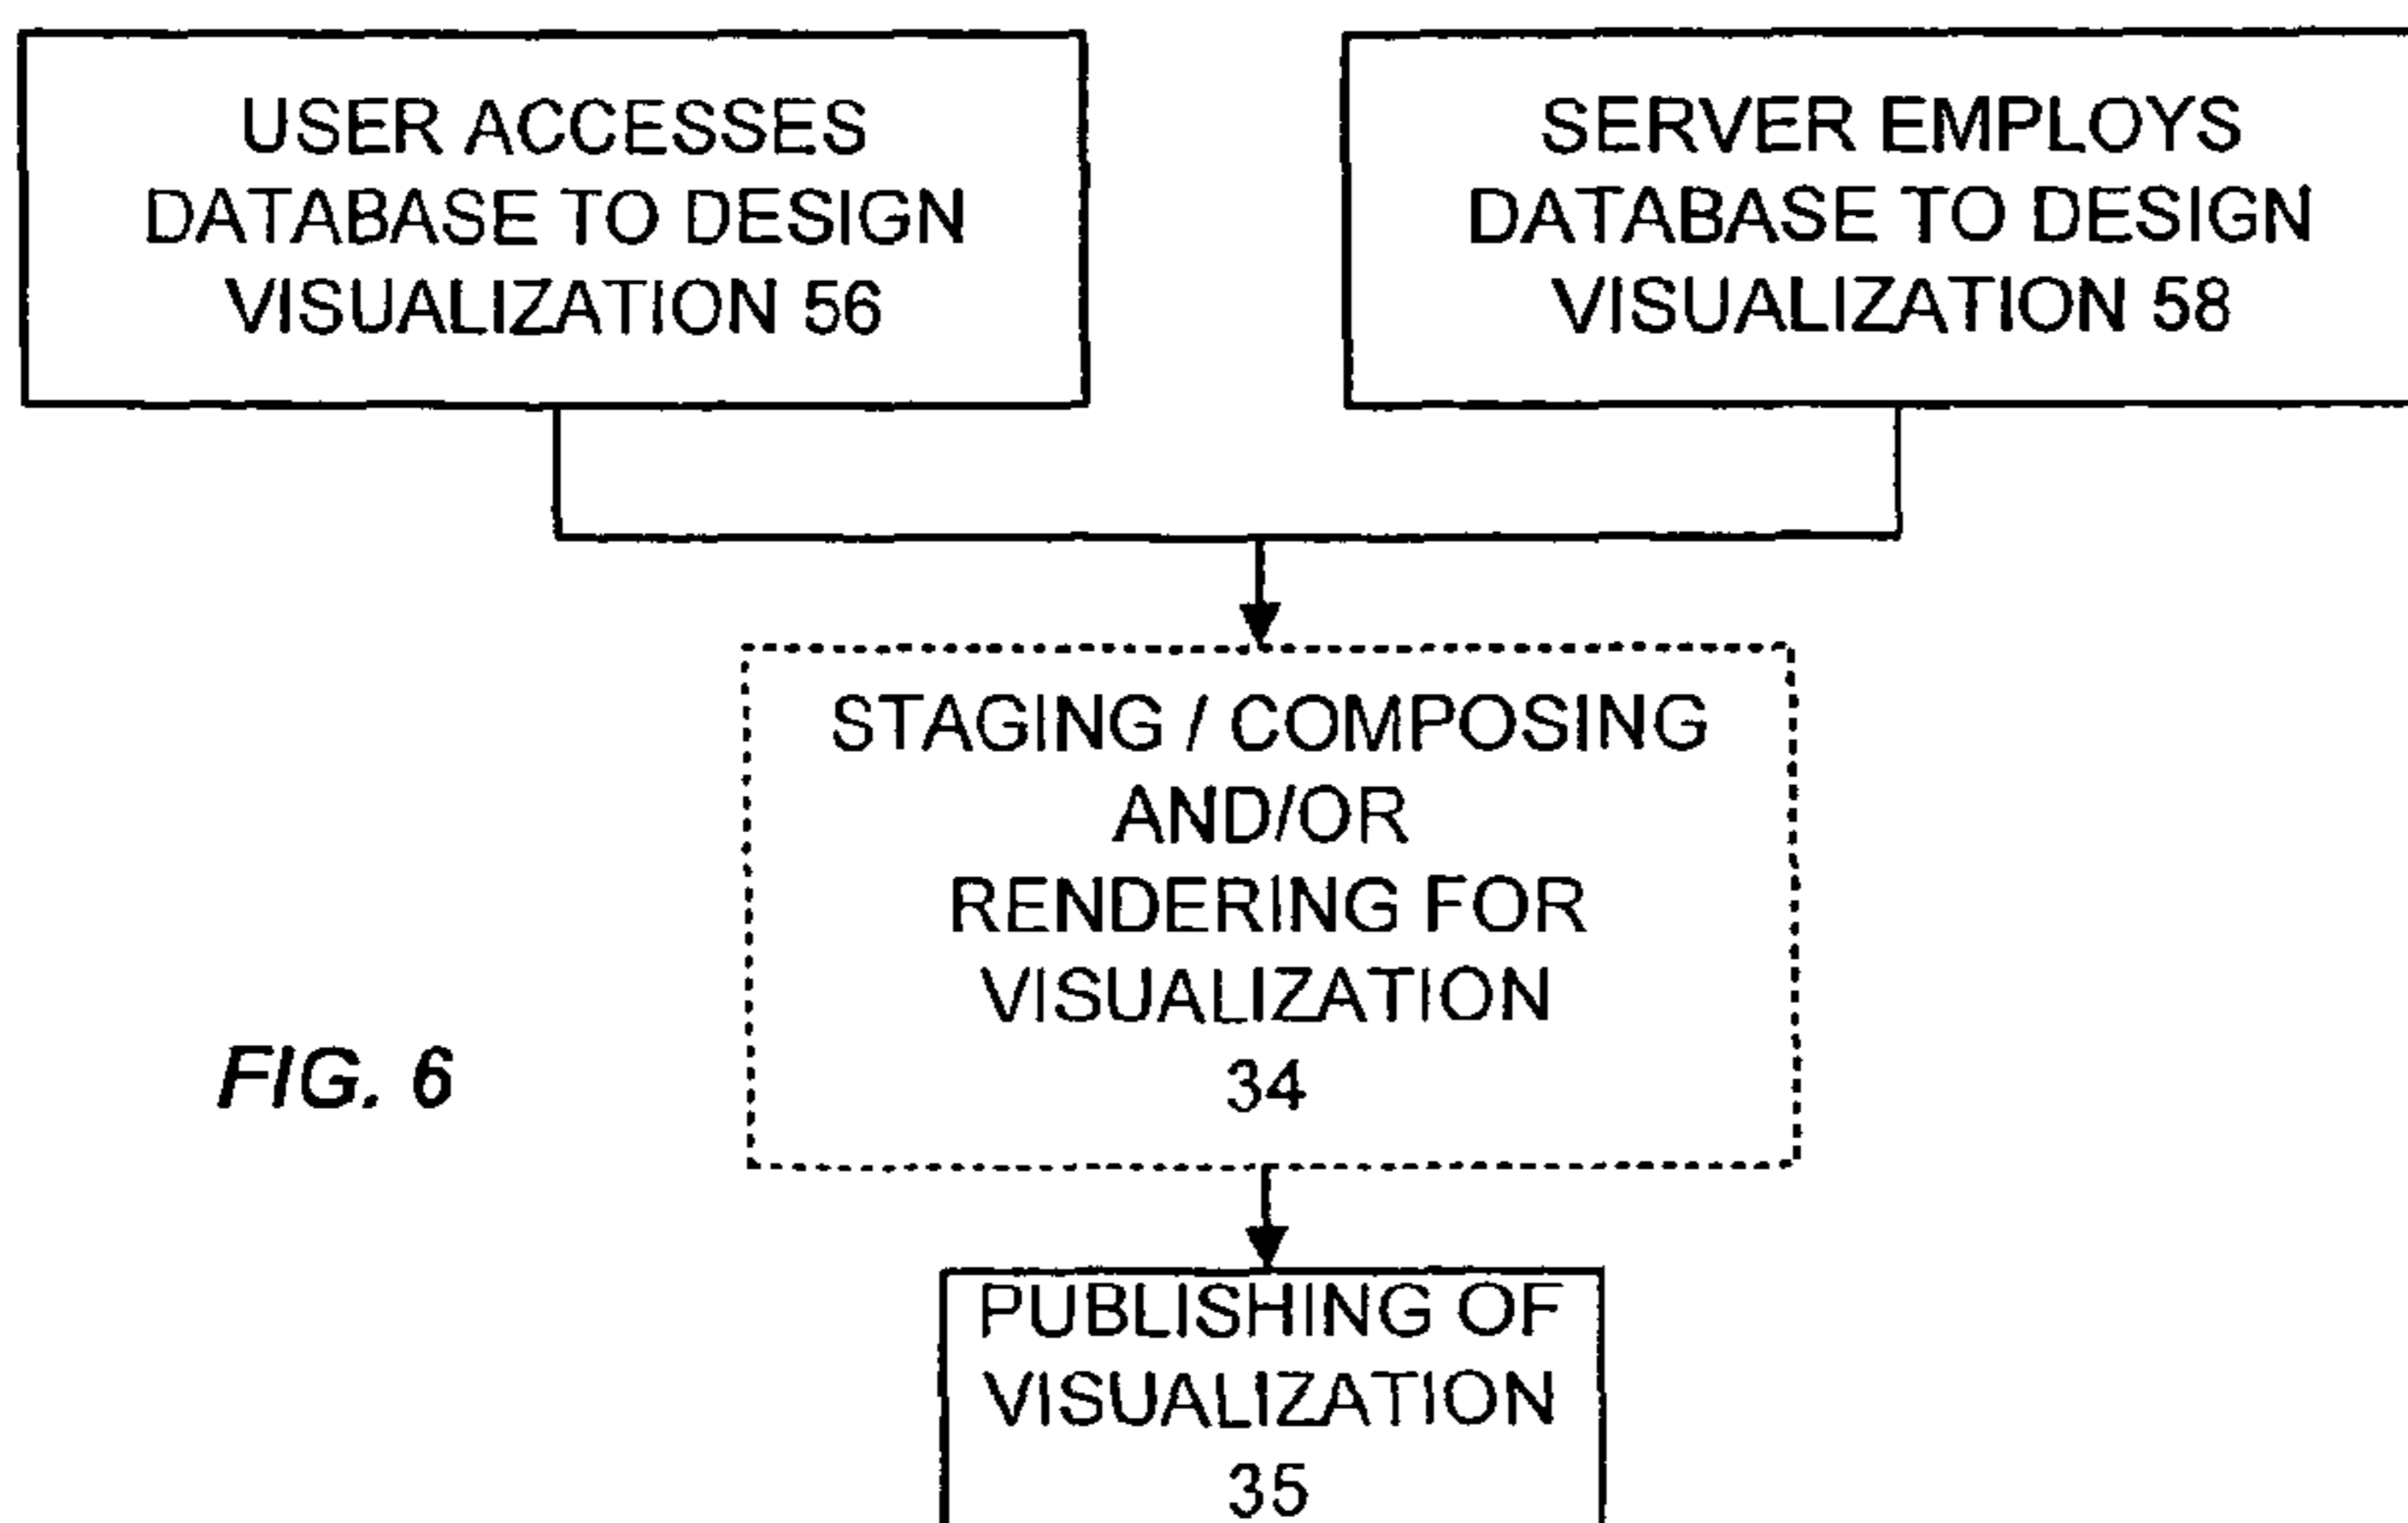 USER ACCESSES
DATABASE TO DESIGN
VISUALIZATION 56
SERVER EMPLOYS
DATABASE TO DESIGN
VISUALIZATION 58
STAGING / COMPOSING
AND/OR
RENDERING FOR
VISUALIZATION
34
FIG. 6
PUBLISHING OF
VISUALIZATION
35